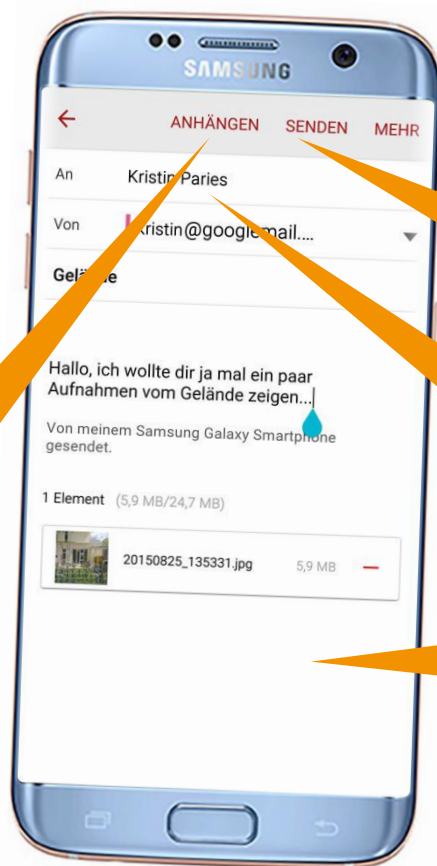 SAMSUNG
ANHÄNGEN SENDEN MEHR
An Kristin Paries
Von kristin@googlemail....
Gelände
Hallo, ich wollte dir ja mal ein paar
Aufnahmen vom Gelände zeigen...
Von meinem Samsung Galaxy Smartphone
gesendet.
1 Element (5,9 MB/24,7 MB)
20150825_135331.jpg 5,9 MB